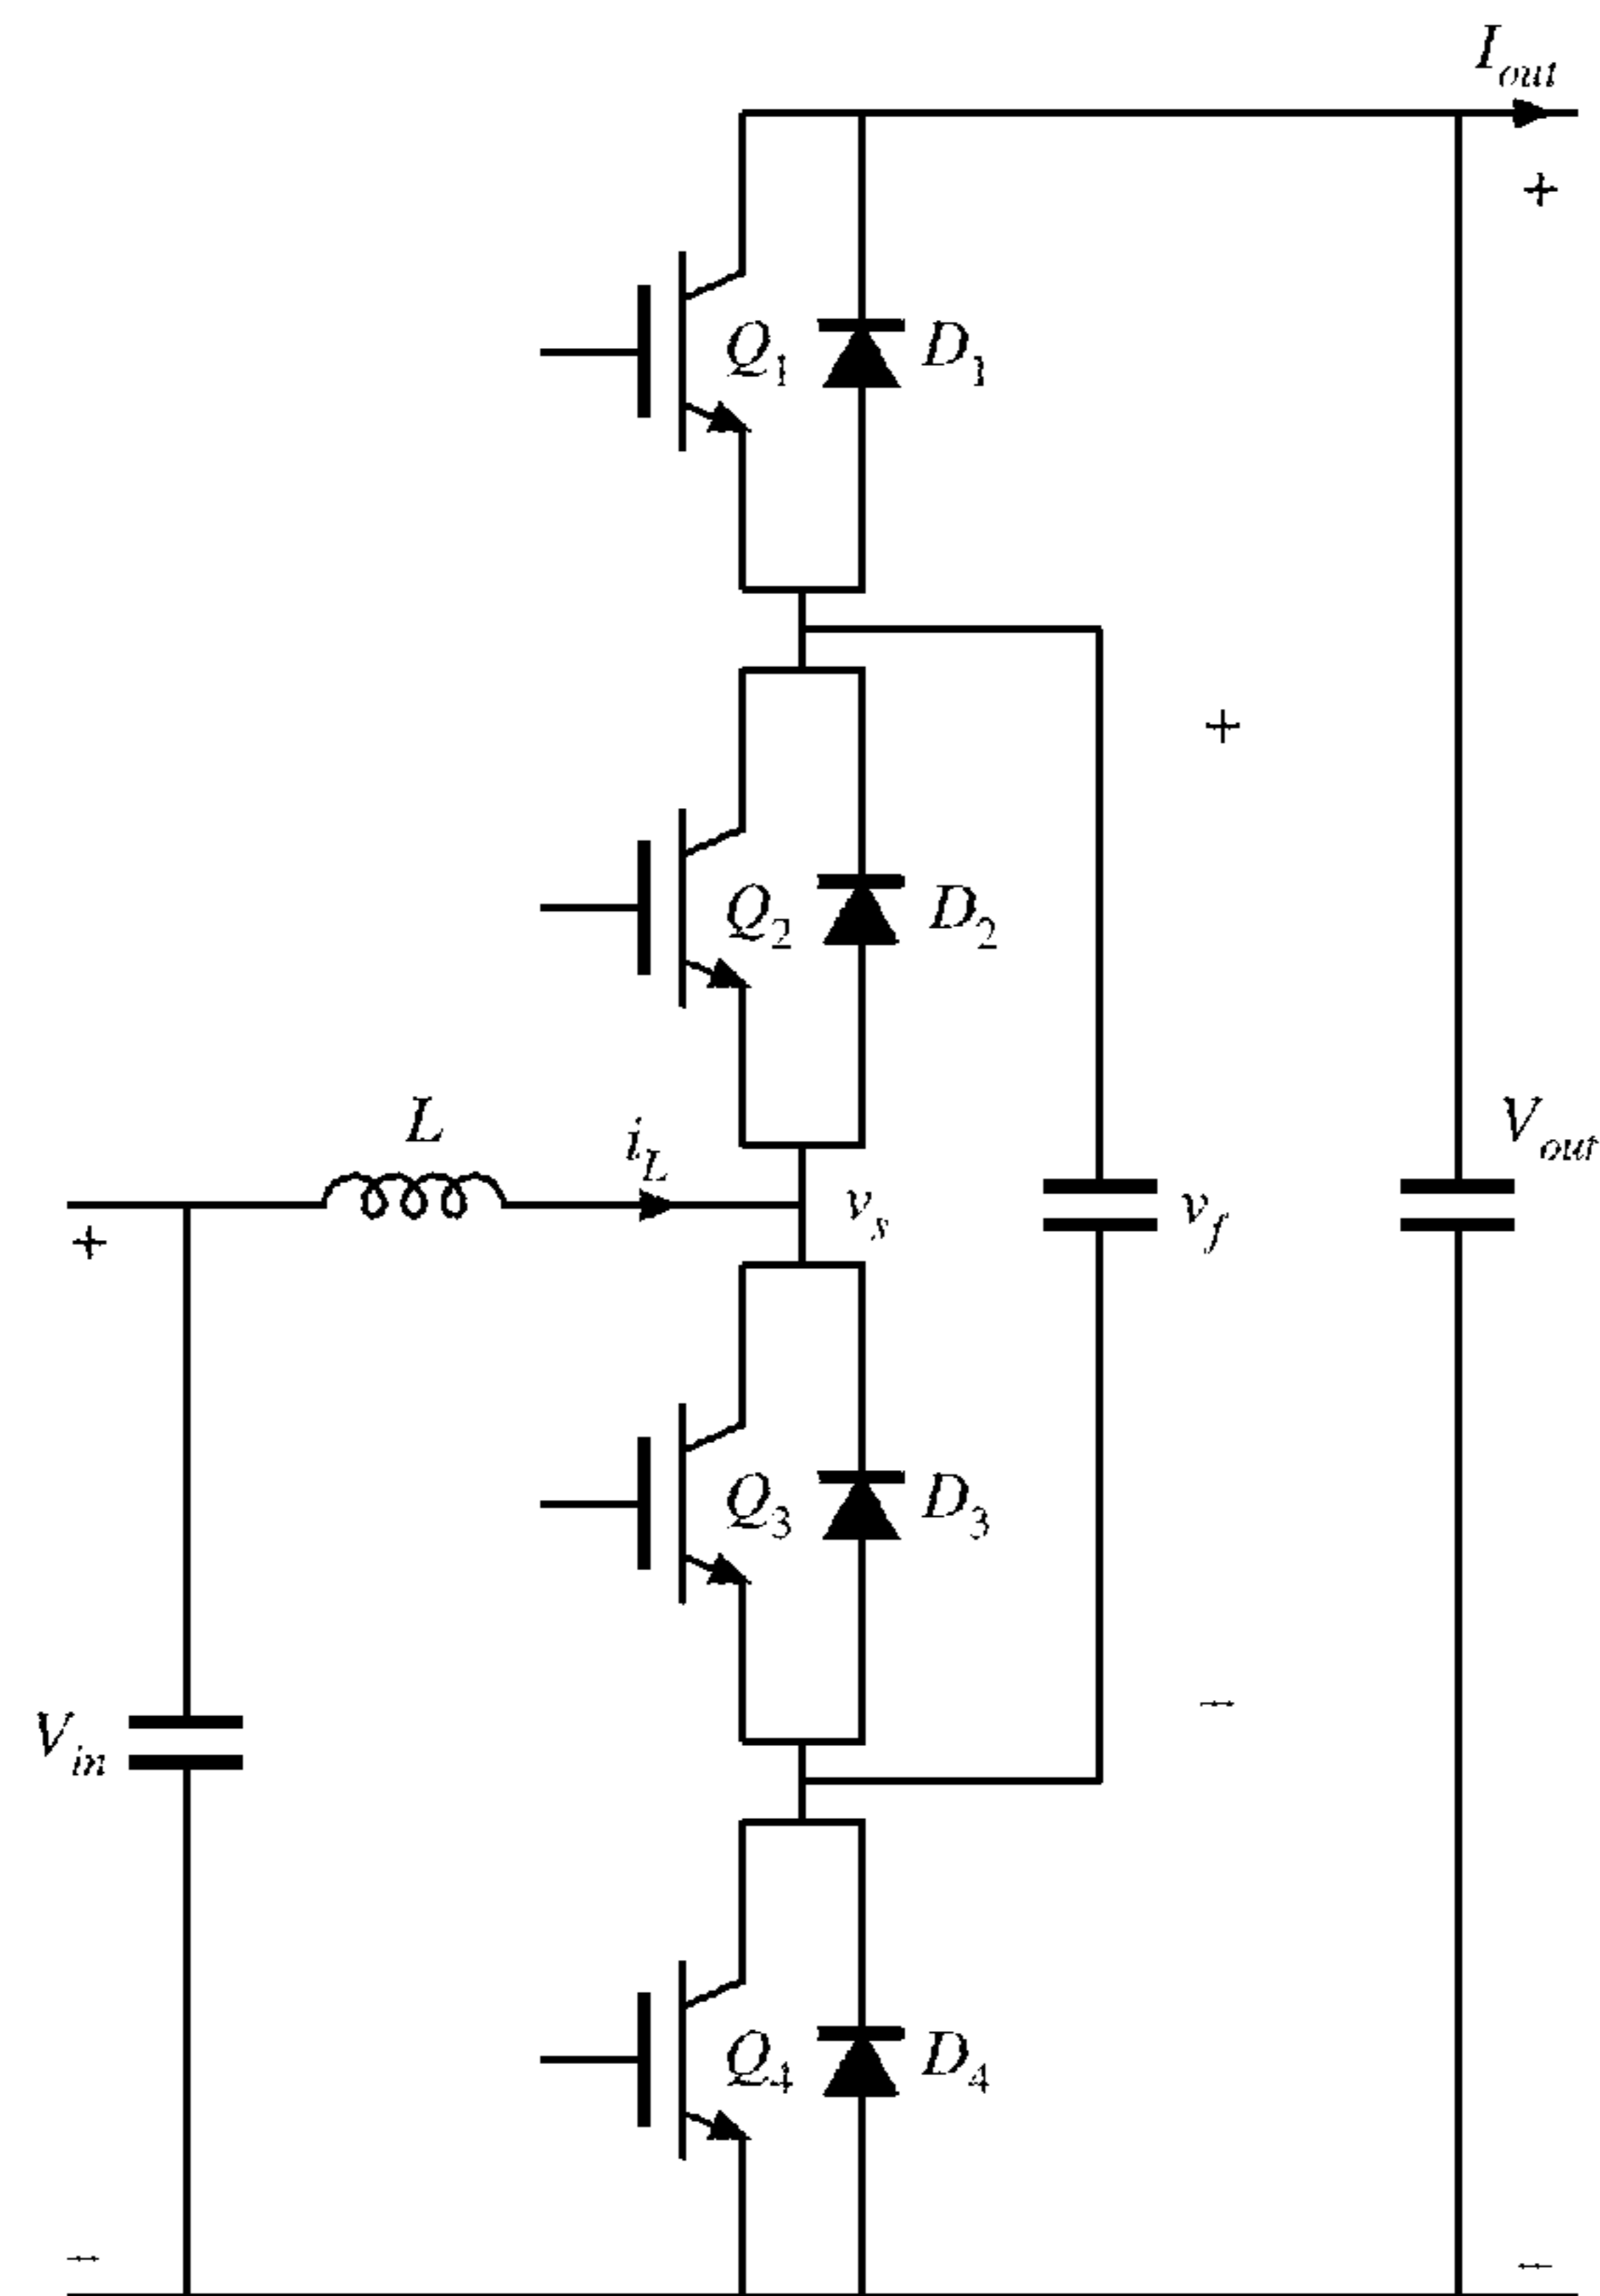 I_out
+
Q_1 D_1
+
Q_2 D_2
L i_L v_s v_f V_out
+
Q_3 D_3
−
V_in
Q_4 D_4
− −